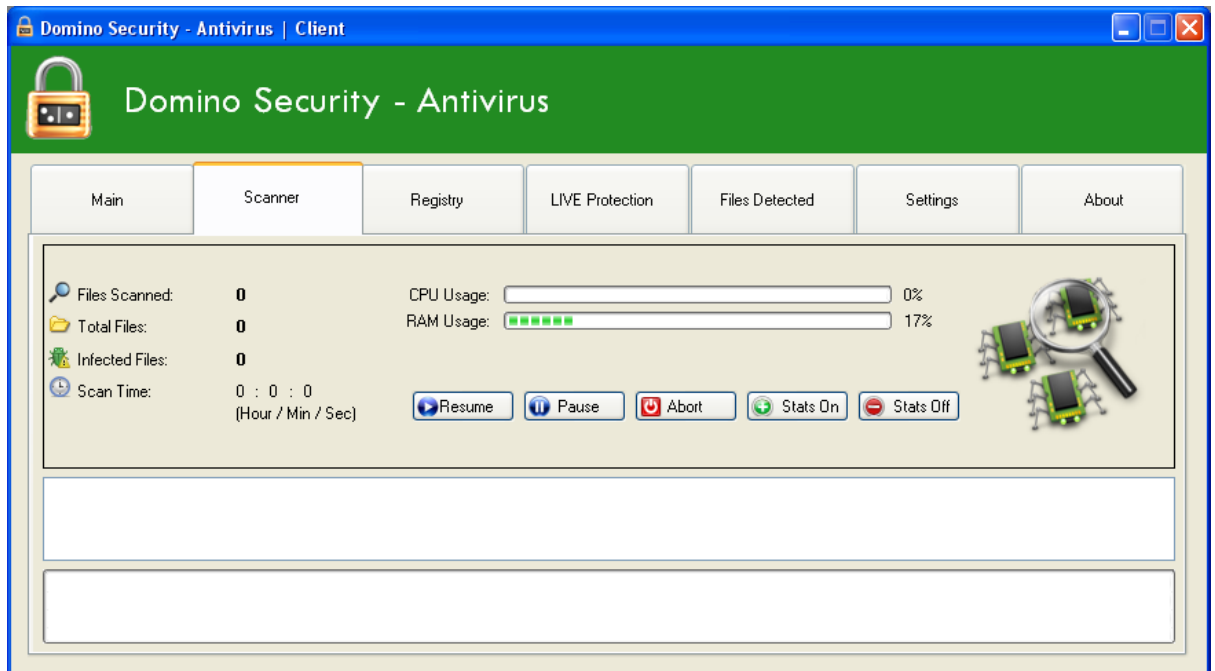 Domino Security - Antivirus | Client
Domino Security - Antivirus
Main Scanner Registry LIVE Protection Files Detected Settings About
Files Scanned: 0 CPU Usage: 0%
Total Files: 0 RAM Usage: 17%
Infected Files: 0
Scan Time: 0 : 0 : 0
(Hour / Min / Sec)
Resume Pause Abort Stats On Stats Off